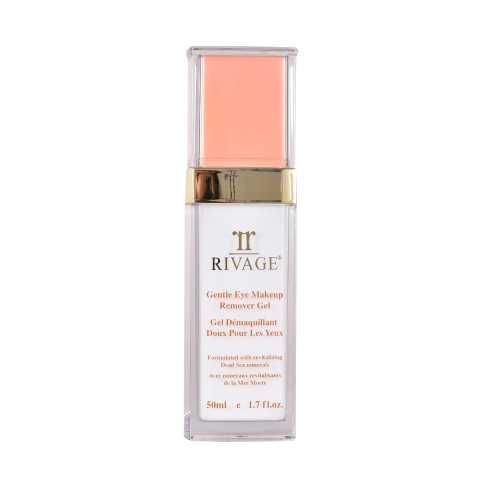 RIVAGE®
Gentle Eye Makeup
Remover Gel
Gel Démaquillant
Doux Pour Les Yeux
Formulated with revitalizing
Dead Sea minerals
Avec mineraux revitalisants
de la Mer Morte
50ml e 1.7 fl.oz.